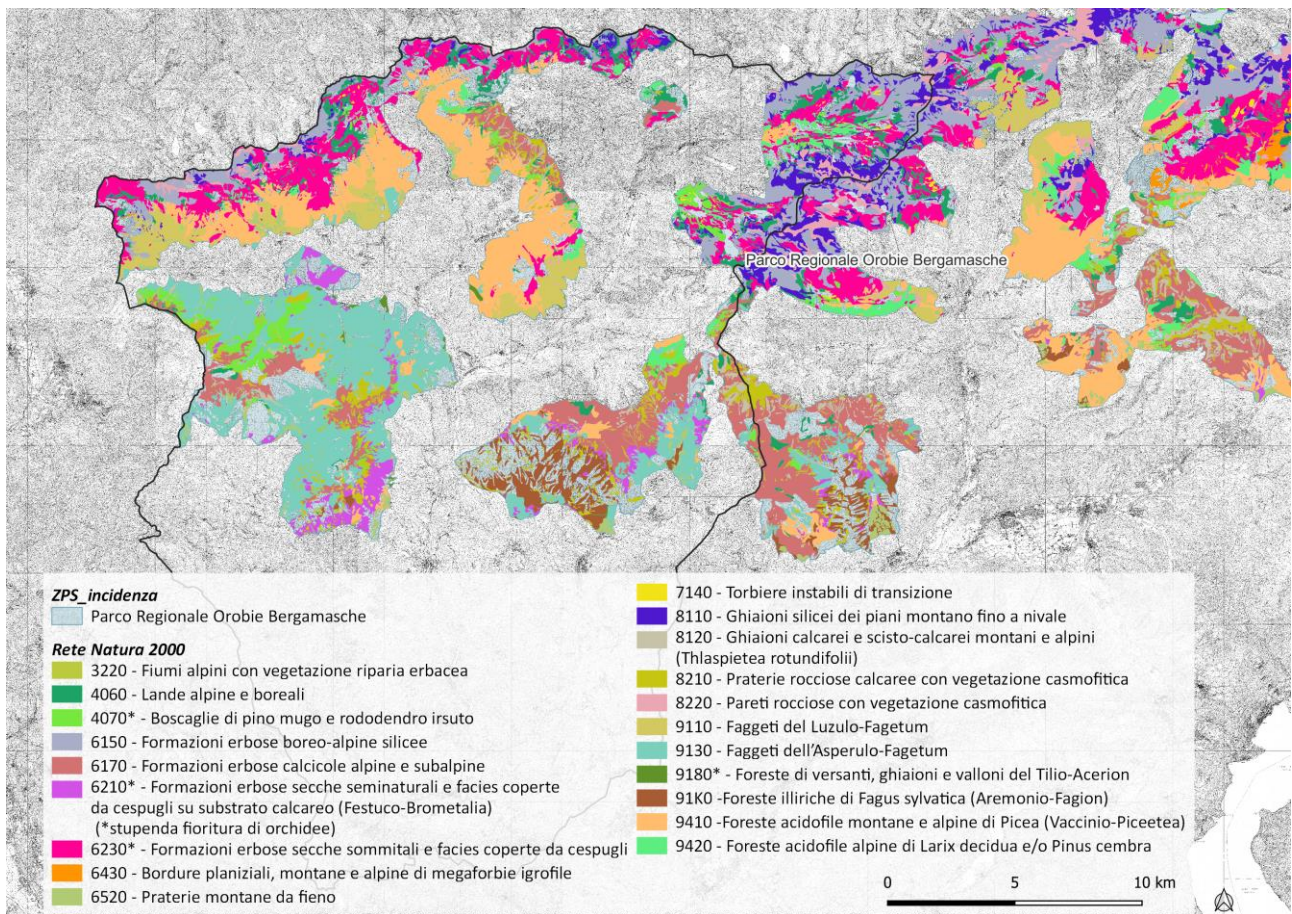 Parco Regionale Orobie Bergamasche
ZPS_incidenza
Parco Regionale Orobie Bergamasche
Rete Natura 2000
3220 - Fiumi alpini con vegetazione riparia erbacea
4060 - Lande alpine e boreali
4070* - Boscaglie di pino mugo e rododendro irsuto
6150 - Formazioni erbose boreo-alpine silicee
6170 - Formazioni erbose calcicole alpine e subalpine
6210* - Formazioni erbose secche seminaturali e facies coperte
da cespugli su substrato calcareo (Festuco-Brometalia)
(*stupenda fioritura di orchidee)
6230* - Formazioni erbose secche sommitali e facies coperte da cespugli
6430 - Bordure planiziali, montane e alpine di megaforbie igrofile
6520 - Praterie montane da fieno
7140 - Torbiere instabili di transizione
8110 - Ghiaioni silicei dei piani montano fino a nivale
8120 - Ghiaioni calcarei e scisto-calcarei montani e alpini
(Thlaspietea rotundifolii)
8210 - Praterie rocciose calcaree con vegetazione casmofitica
8220 - Pareti rocciose con vegetazione casmofitica
9110 - Faggeti del Luzulo-Fagetum
9130 - Faggeti dell'Asperulo-Fagetum
9180* - Foreste di versanti, ghiaioni e valloni del Tilio-Acerion
91K0 -Foreste illiriche di Fagus sylvatica (Aremonio-Fagion)
9410 -Foreste acidofile montane e alpine di Picea (Vaccinio-Piceetea)
9420 - Foreste acidofile alpine di Larix decidua e/o Pinus cembra
0 5 10 km